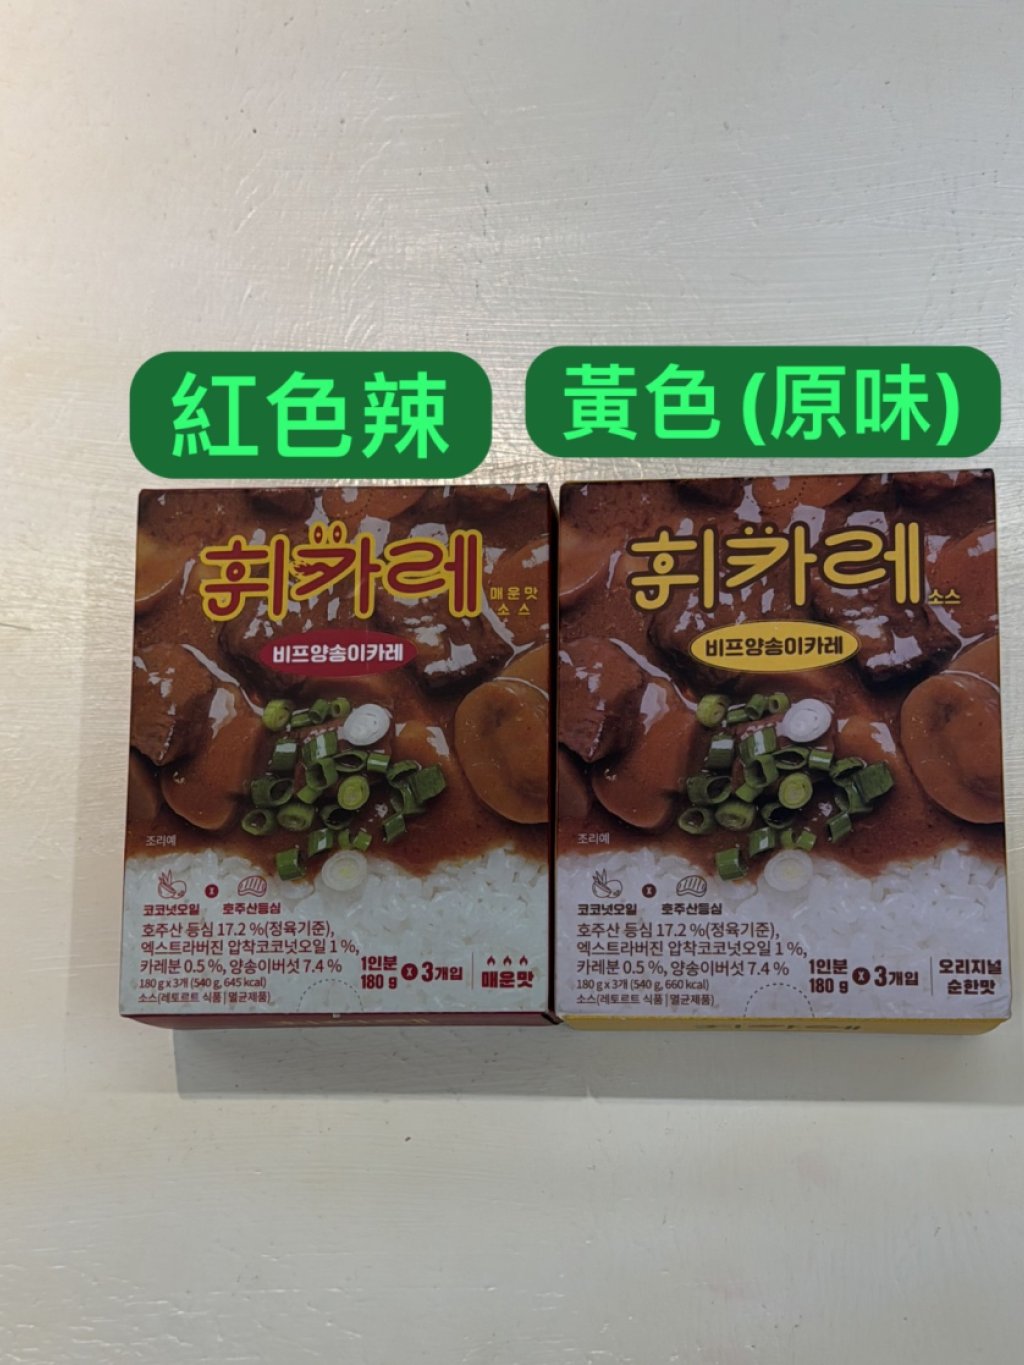 紅色辣
黃色(原味)
휘카레
매운맛
소스
비프양송이카레
조리예
코코넛오일 x 호주산등심
호주산 등심 17.2 %(정육기준),
엑스트라버진 압착코코넛오일 1 %,
카레분 0.5 %, 양송이버섯 7.4 %
180 g x 3개 (540 g, 645 kcal)
소스(레토르트 식품 | 멸균제품)
1인분
180 g x 3개입
매운맛
휘카레
소스
비프양송이카레
조리예
코코넛오일 x 호주산등심
호주산 등심 17.2 %(정육기준),
엑스트라버진 압착코코넛오일 1 %,
카레분 0.5 %, 양송이버섯 7.4 %
180 g x 3개 (540 g, 660 kcal)
소스(레토르트 식품 | 멸균제품)
1인분
180 g x 3개입
오리지널
순한맛